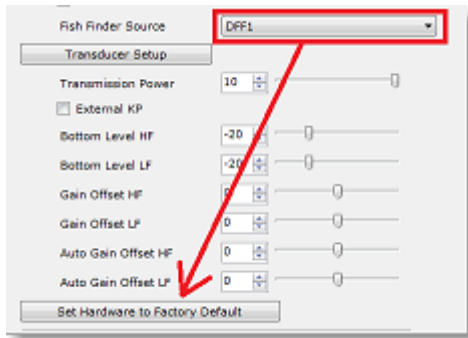 Fish Finder Source DFF1
Transducer Setup
Transmission Power 10
External KP
Bottom Level HF -20
Bottom Level LF -20
Gain Offset HF
Gain Offset LF 0
Auto Gain Offset HF 0
Auto Gain Offset LF 0
Set Hardware to Factory Default